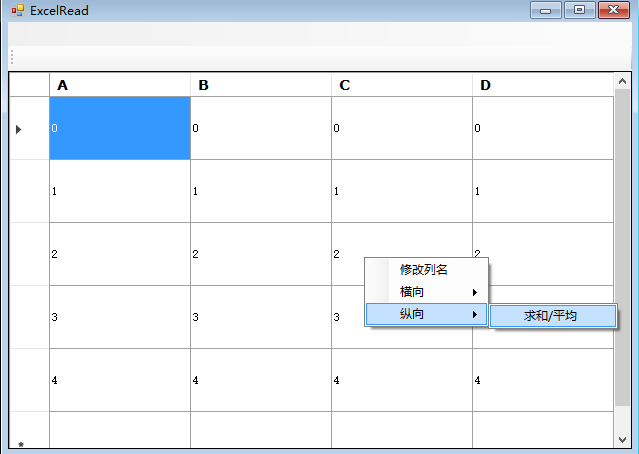 ExcelRead
A B C D
0 0 0 0
1 1 1 1
2 2 2 2
修改列名
横向
3 3 3 纵向 求和/平均
4 4 4 4
*